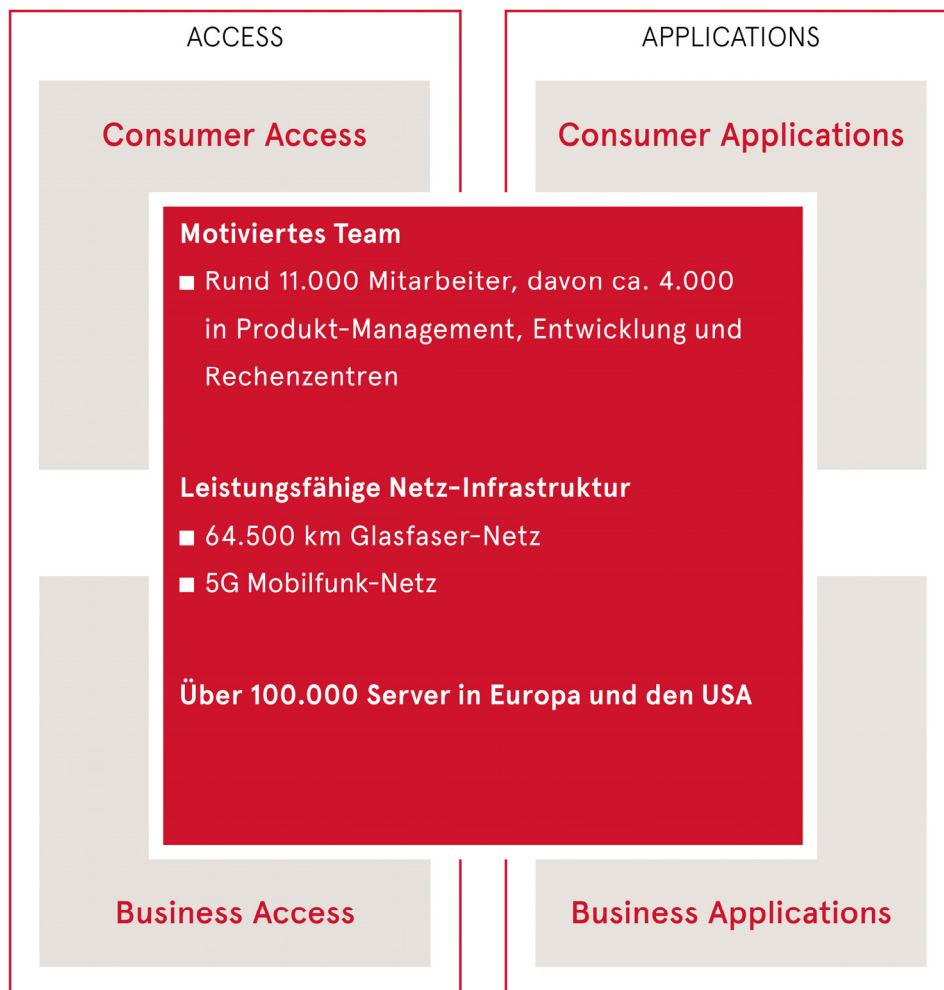 ACCESS
APPLICATIONS
Consumer Access
Consumer Applications
Motiviertes Team
■ Rund 11.000 Mitarbeiter, davon ca. 4.000
in Produkt-Management, Entwicklung und
Rechenzentren
Leistungsfähige Netz-Infrastruktur
■ 64.500 km Glasfaser-Netz
■ 5G Mobilfunk-Netz
Über 100.000 Server in Europa und den USA
Business Access
Business Applications